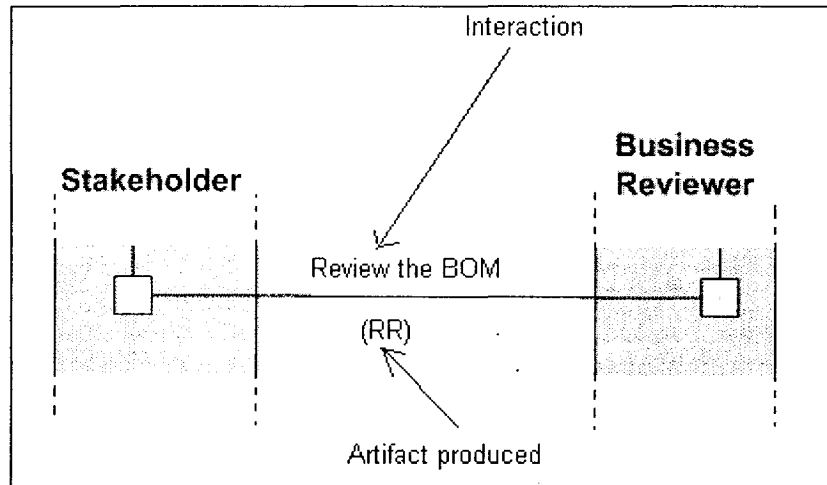 Interaction
Stakeholder
Business
Reviewer
Review the BOM
(RR)
Artifact produced